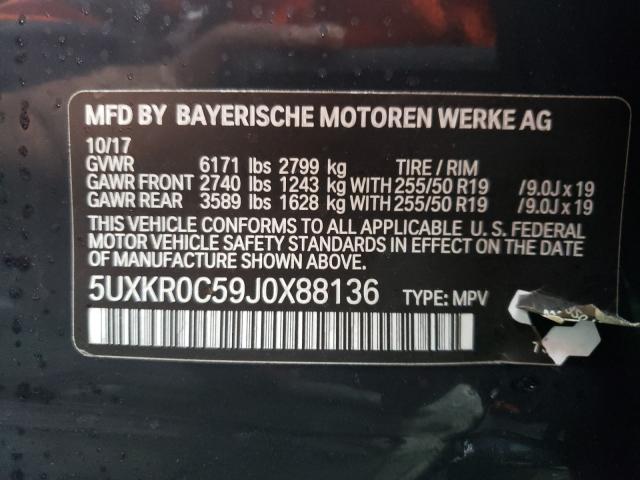 MFD BY BAYERISCHE MOTOREN WERKE AG
10/17
GVWR 6171 lbs 2799 kg TIRE / RIM
GAWR FRONT 2740 lbs 1243 kg WITH 255/50 R19 /9.0J x 19
GAWR REAR 3589 lbs 1628 kg WITH 255/50 R19 /9.0J x 19
THIS VEHICLE CONFORMS TO ALL APPLICABLE U. S. FEDERAL
MOTOR VEHICLE SAFETY STANDARDS IN EFFECT ON THE DATE
OF MANUFACTURE SHOWN ABOVE.
5UXKR0C59J0X88136 TYPE: MPV